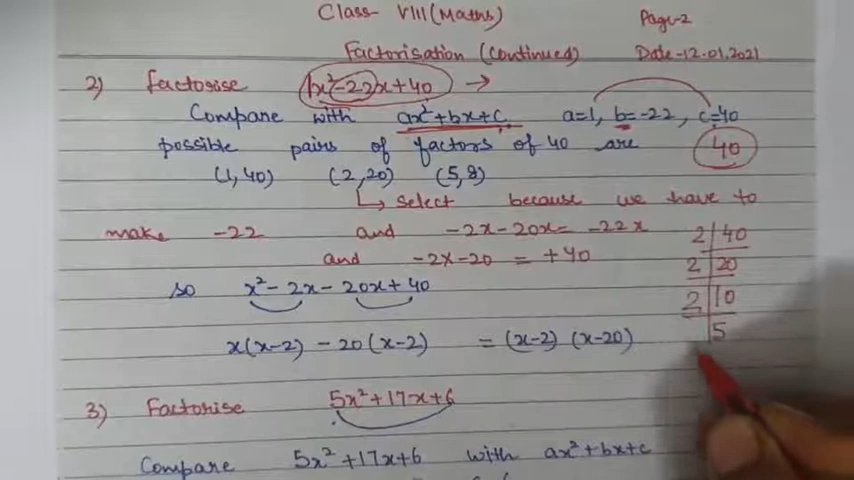 Class- VIII (Maths) Page-2
Factorisation (Continued) Date-12.01.2021
2) factorise x²-22x+40 →
Compare with ax²+bx+c a=1, b=-22, c=40
possible pairs of factors of 40 are 40
(1,40) (2,20) (5,8)
↳ select because we have to
make -22 and -2x-20x= -22x
and -2x-20 = +40
so x²-2x-20x+40
x(x-2) -20(x-2) = (x-2) (x-20)
2|40
2|20
2|10
|5
3) Factorise 5x²+17x+6
Compare 5x²+17x+6 with ax²+bx+c